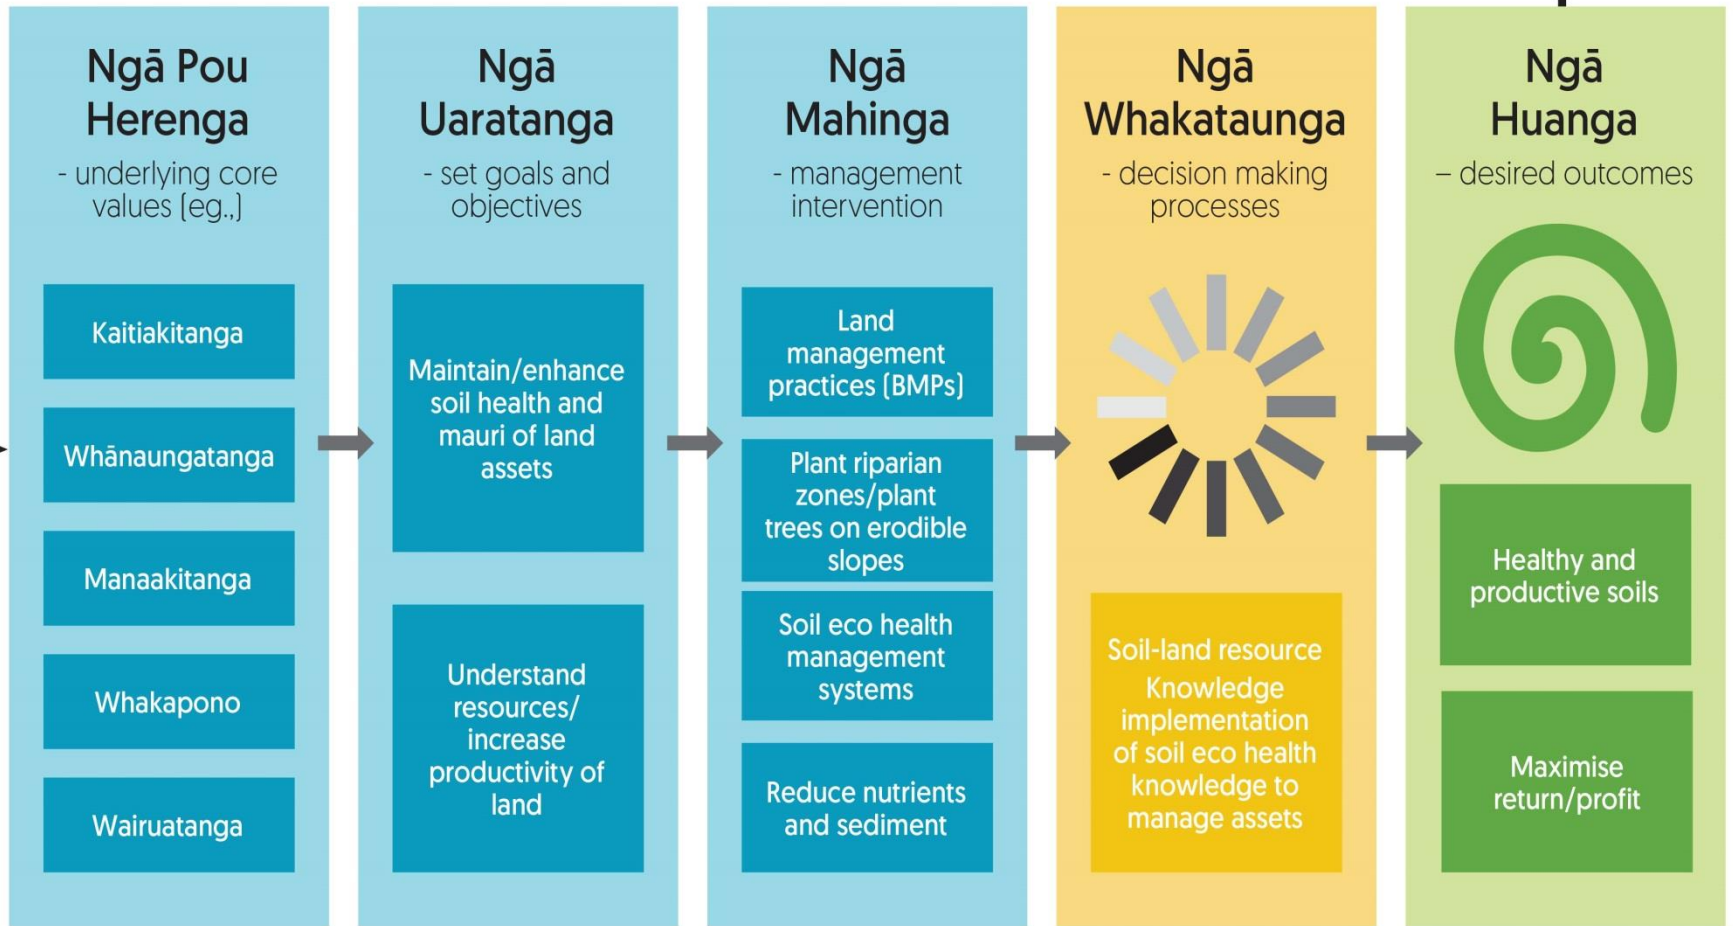 Ngā Pou
Herenga
- underlying core
values (eg.,)
Kaitiakitanga
Whānaungatanga
Manaakitanga
Whakapono
Wairuatanga
Ngā
Uaratanga
- set goals and
objectives
Maintain/enhance
soil health and
mauri of land
assets
Understand
resources/
increase
productivity of
land
Ngā
Mahinga
- management
intervention
Land
management
practices (BMPs)
Plant riparian
zones/plant
trees on erodible
slopes
Soil eco health
management
systems
Reduce nutrients
and sediment
Ngā
Whakataunga
- decision making
processes
Soil-land resource
Knowledge
implementation
of soil eco health
knowledge to
manage assets
Ngā
Huanga
– desired outcomes
Healthy and
productive soils
Maximise
return/profit